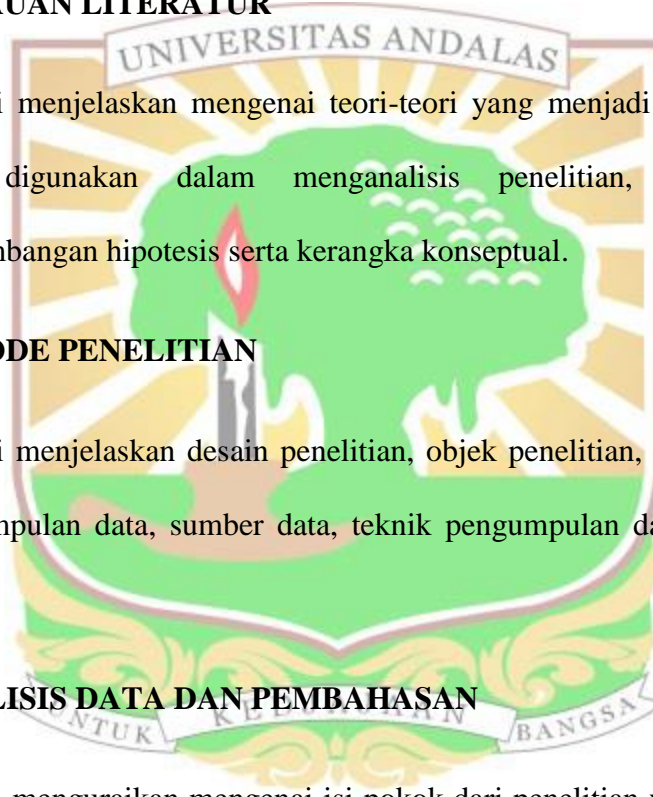 UAN LITERATUR
UNIVERSITAS ANDALAS
i menjelaskan mengenai teori-teori yang menjadi
digunakan dalam menganalisis penelitian,
mbangan hipotesis serta kerangka konseptual.
ODE PENELITIAN
i menjelaskan desain penelitian, objek penelitian,
mpulan data, sumber data, teknik pengumpulan da
LISIS DATA DAN PEMBAHASAN
UNTUK KEDJAJAAN BANGSA
menguraikan mengenai isi pokok dari penelitian